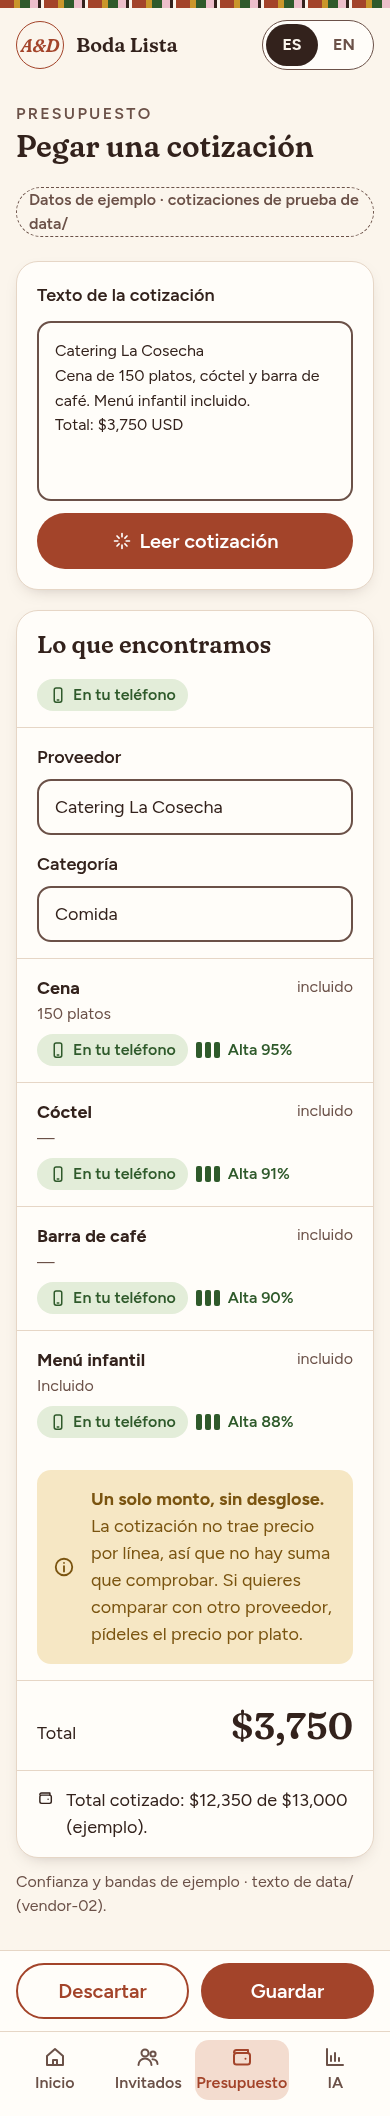 A&D Boda Lista ES EN
PRESUPUESTO
Pegar una cotización
Datos de ejemplo · cotizaciones de prueba de
data/
Texto de la cotización
Catering La Cosecha
Cena de 150 platos, cóctel y barra de
café. Menú infantil incluido.
Total: $3,750 USD
Leer cotización
Lo que encontramos
En tu teléfono
Proveedor
Catering La Cosecha
Categoría
Comida
Cena incluido
150 platos
En tu teléfono Alta 95%
Cóctel incluido
—
En tu teléfono Alta 91%
Barra de café incluido
—
En tu teléfono Alta 90%
Menú infantil incluido
Incluido
En tu teléfono Alta 88%
Un solo monto, sin desglose.
La cotización no trae precio
por línea, así que no hay suma
que comprobar. Si quieres
comparar con otro proveedor,
pídeles el precio por plato.
Total $3,750
Total cotizado: $12,350 de $13,000
(ejemplo).
Confianza y bandas de ejemplo · texto de data/
(vendor-02).
Descartar Guardar
Inicio Invitados Presupuesto IA